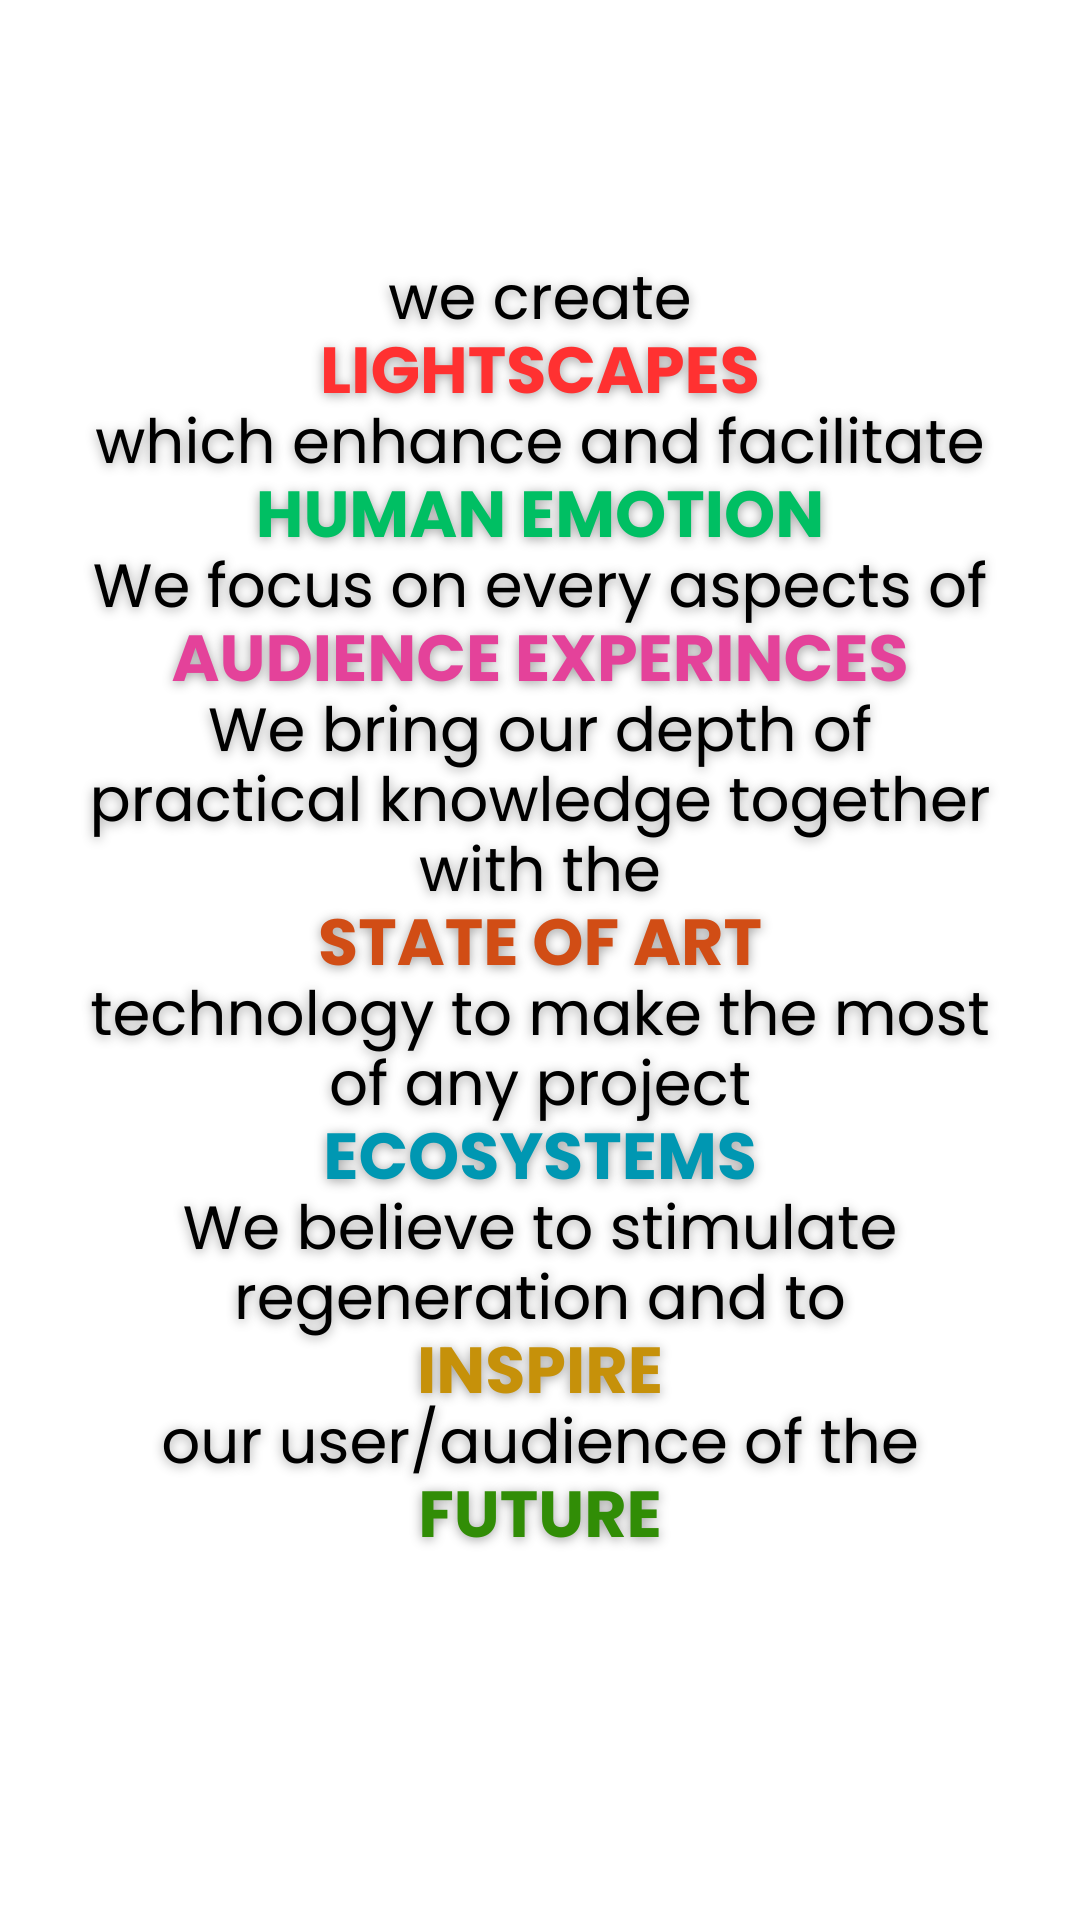 we create
LIGHTSCAPES
which enhance and facilitate
HUMAN EMOTION
We focus on every aspects of
AUDIENCE EXPERINCES
We bring our depth of
practical knowledge together
with the
STATE OF ART
technology to make the most
of any project
ECOSYSTEMS
We believe to stimulate
regeneration and to
INSPIRE
our user/audience of the
FUTURE